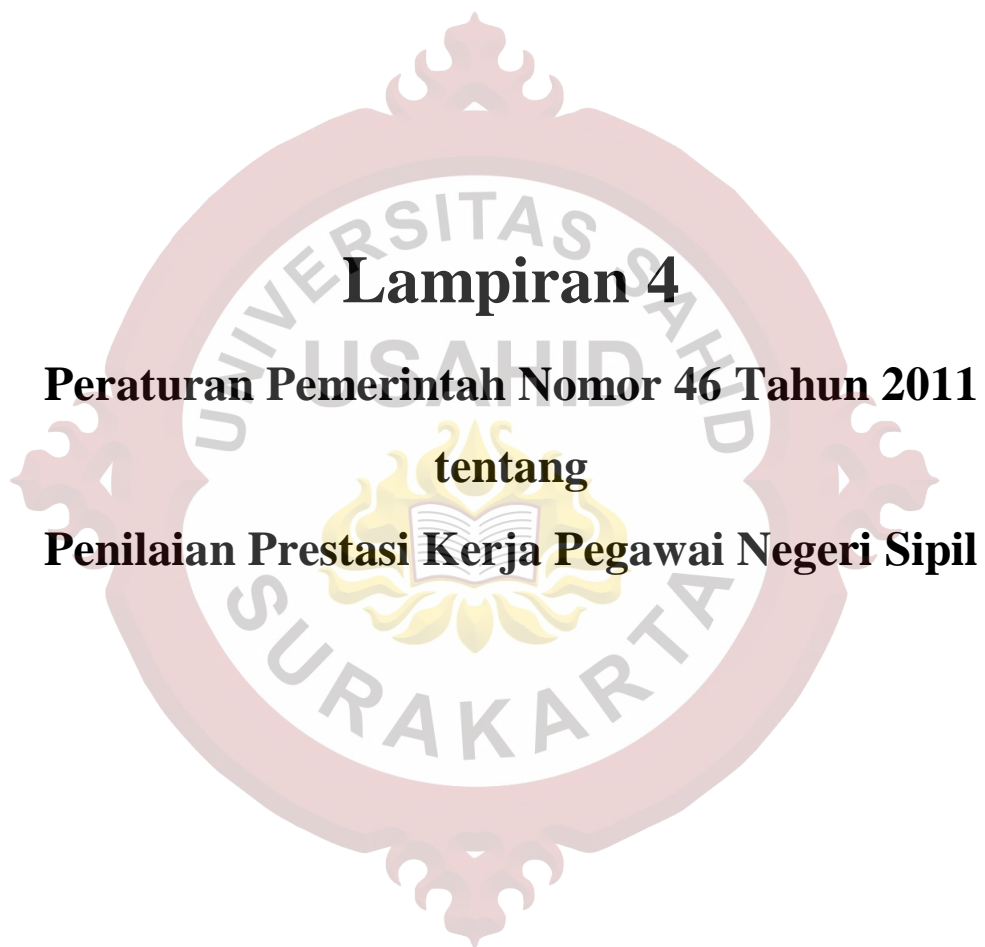 Lampiran 4
Peraturan Pemerintah Nomor 46 Tahun 2011
tentang
Penilaian Prestasi Kerja Pegawai Negeri Sipil
UNIVERSITAS SAHID
USAHID
SURAKARTA